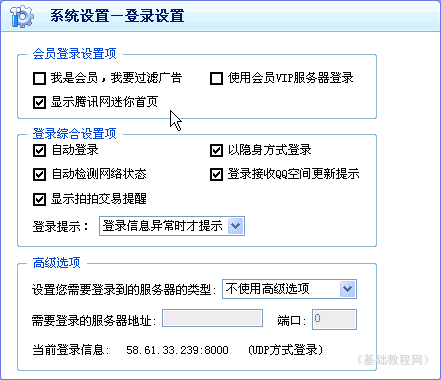 系统设置－登录设置
会员登录设置项
我是会员，我要过滤广告 使用会员VIP服务器登录
显示腾讯网迷你首页
登录综合设置项
自动登录 以隐身方式登录
自动检测网络状态 登录接收QQ空间更新提示
显示拍拍交易提醒
登录提示： 登录信息异常时才提示
高级选项
设置您需要登录到的服务器的类型: 不使用高级选项
需要登录的服务器地址: 端口: 0
当前登录信息: 58.61.33.239:8000 (UDP方式登录)
《基础教程网》